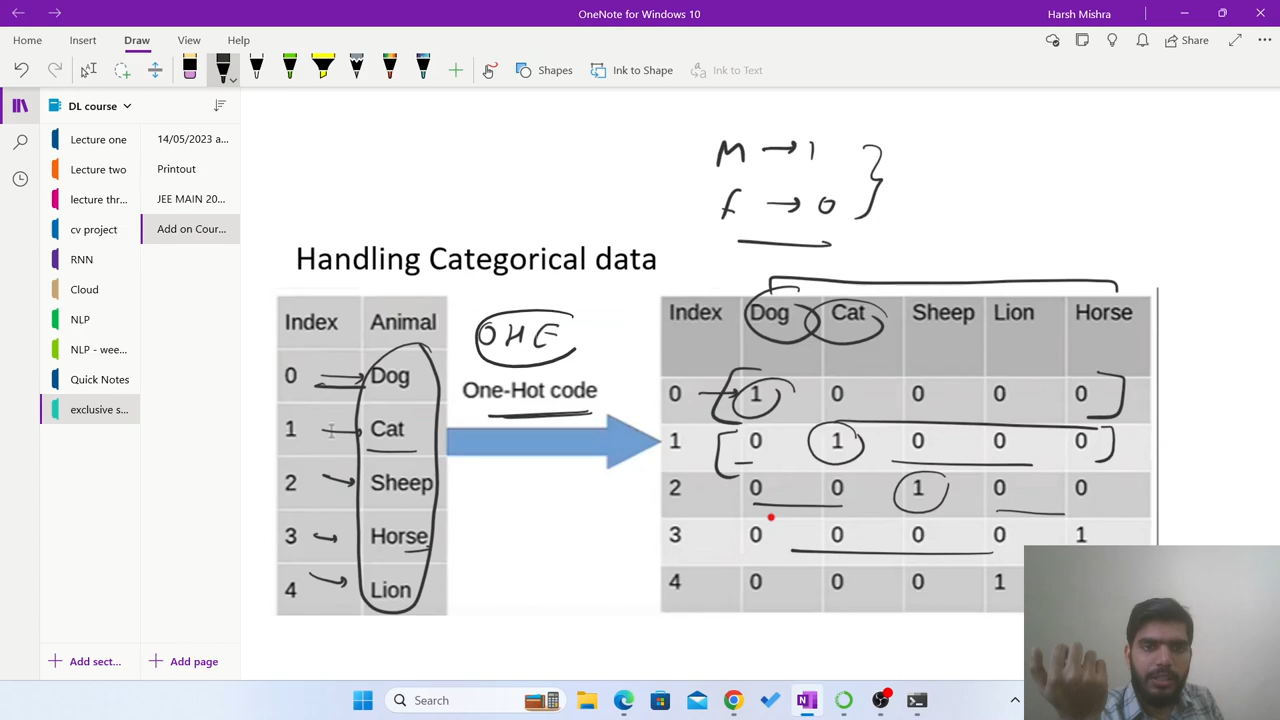 OneNote for Windows 10
Harsh Mishra
Home Insert Draw View Help
Share
Shapes Ink to Shape Ink to Text
DL course
Lecture one
Lecture two
lecture thr...
cv project
RNN
Cloud
NLP
NLP - wee...
Quick Notes
exclusive s...
Add sect...
14/05/2023 a...
Printout
JEE MAIN 20...
Add on Cour...
Add page
M → 1
F → 0
Handling Categorical data
Index Animal
0 Dog
1 Cat
2 Sheep
3 Horse
4 Lion
OHE
One-Hot code
Index Dog Cat Sheep Lion Horse
0 1 0 0 0 0
1 0 1 0 0 0
2 0 0 1 0 0
3 0 0 0 0 1
4 0 0 0 1
Search